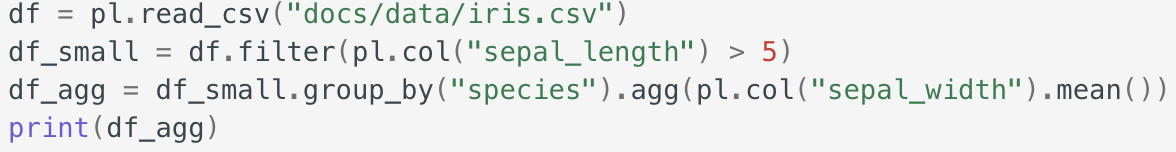 df = pl.read_csv("docs/data/iris.csv")
df_small = df.filter(pl.col("sepal_length") > 5)
df_agg = df_small.group_by("species").agg(pl.col("sepal_width").mean())
print(df_agg)